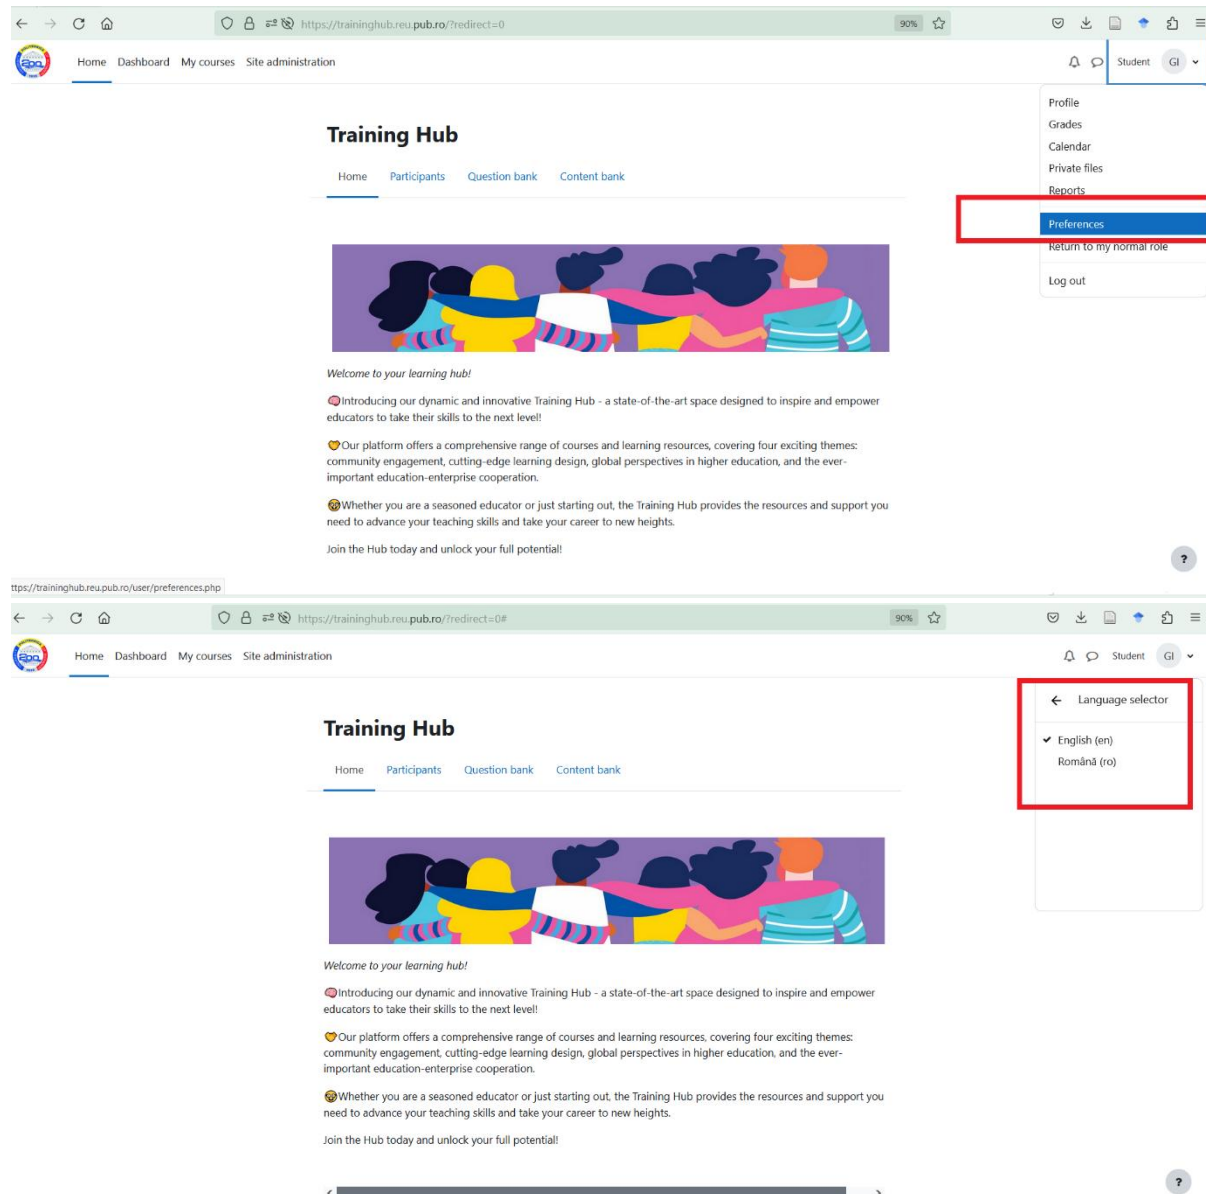 https://traininghub.reu.pub.ro/?redirect=0
90%
Home Dashboard My courses Site administration
Student GI
Profile
Grades
Calendar
Private files
Reports
Preferences
Return to my normal role
Log out
Training Hub
Home Participants Question bank Content bank
Welcome to your learning hub!
Introducing our dynamic and innovative Training Hub - a state-of-the-art space designed to inspire and empower
educators to take their skills to the next level!
Our platform offers a comprehensive range of courses and learning resources, covering four exciting themes:
community engagement, cutting-edge learning design, global perspectives in higher education, and the ever-
important education-enterprise cooperation.
Whether you are a seasoned educator or just starting out, the Training Hub provides the resources and support you
need to advance your teaching skills and take your career to new heights.
Join the Hub today and unlock your full potential!
?
ttps://traininghub.reu.pub.ro/user/preferences.php
https://traininghub.reu.pub.ro/?redirect=0#
90%
Home Dashboard My courses Site administration
Student GI
Language selector
English (en)
Română (ro)
Training Hub
Home Participants Question bank Content bank
Welcome to your learning hub!
Introducing our dynamic and innovative Training Hub - a state-of-the-art space designed to inspire and empower
educators to take their skills to the next level!
Our platform offers a comprehensive range of courses and learning resources, covering four exciting themes:
community engagement, cutting-edge learning design, global perspectives in higher education, and the ever-
important education-enterprise cooperation.
Whether you are a seasoned educator or just starting out, the Training Hub provides the resources and support you
need to advance your teaching skills and take your career to new heights.
Join the Hub today and unlock your full potential!
?